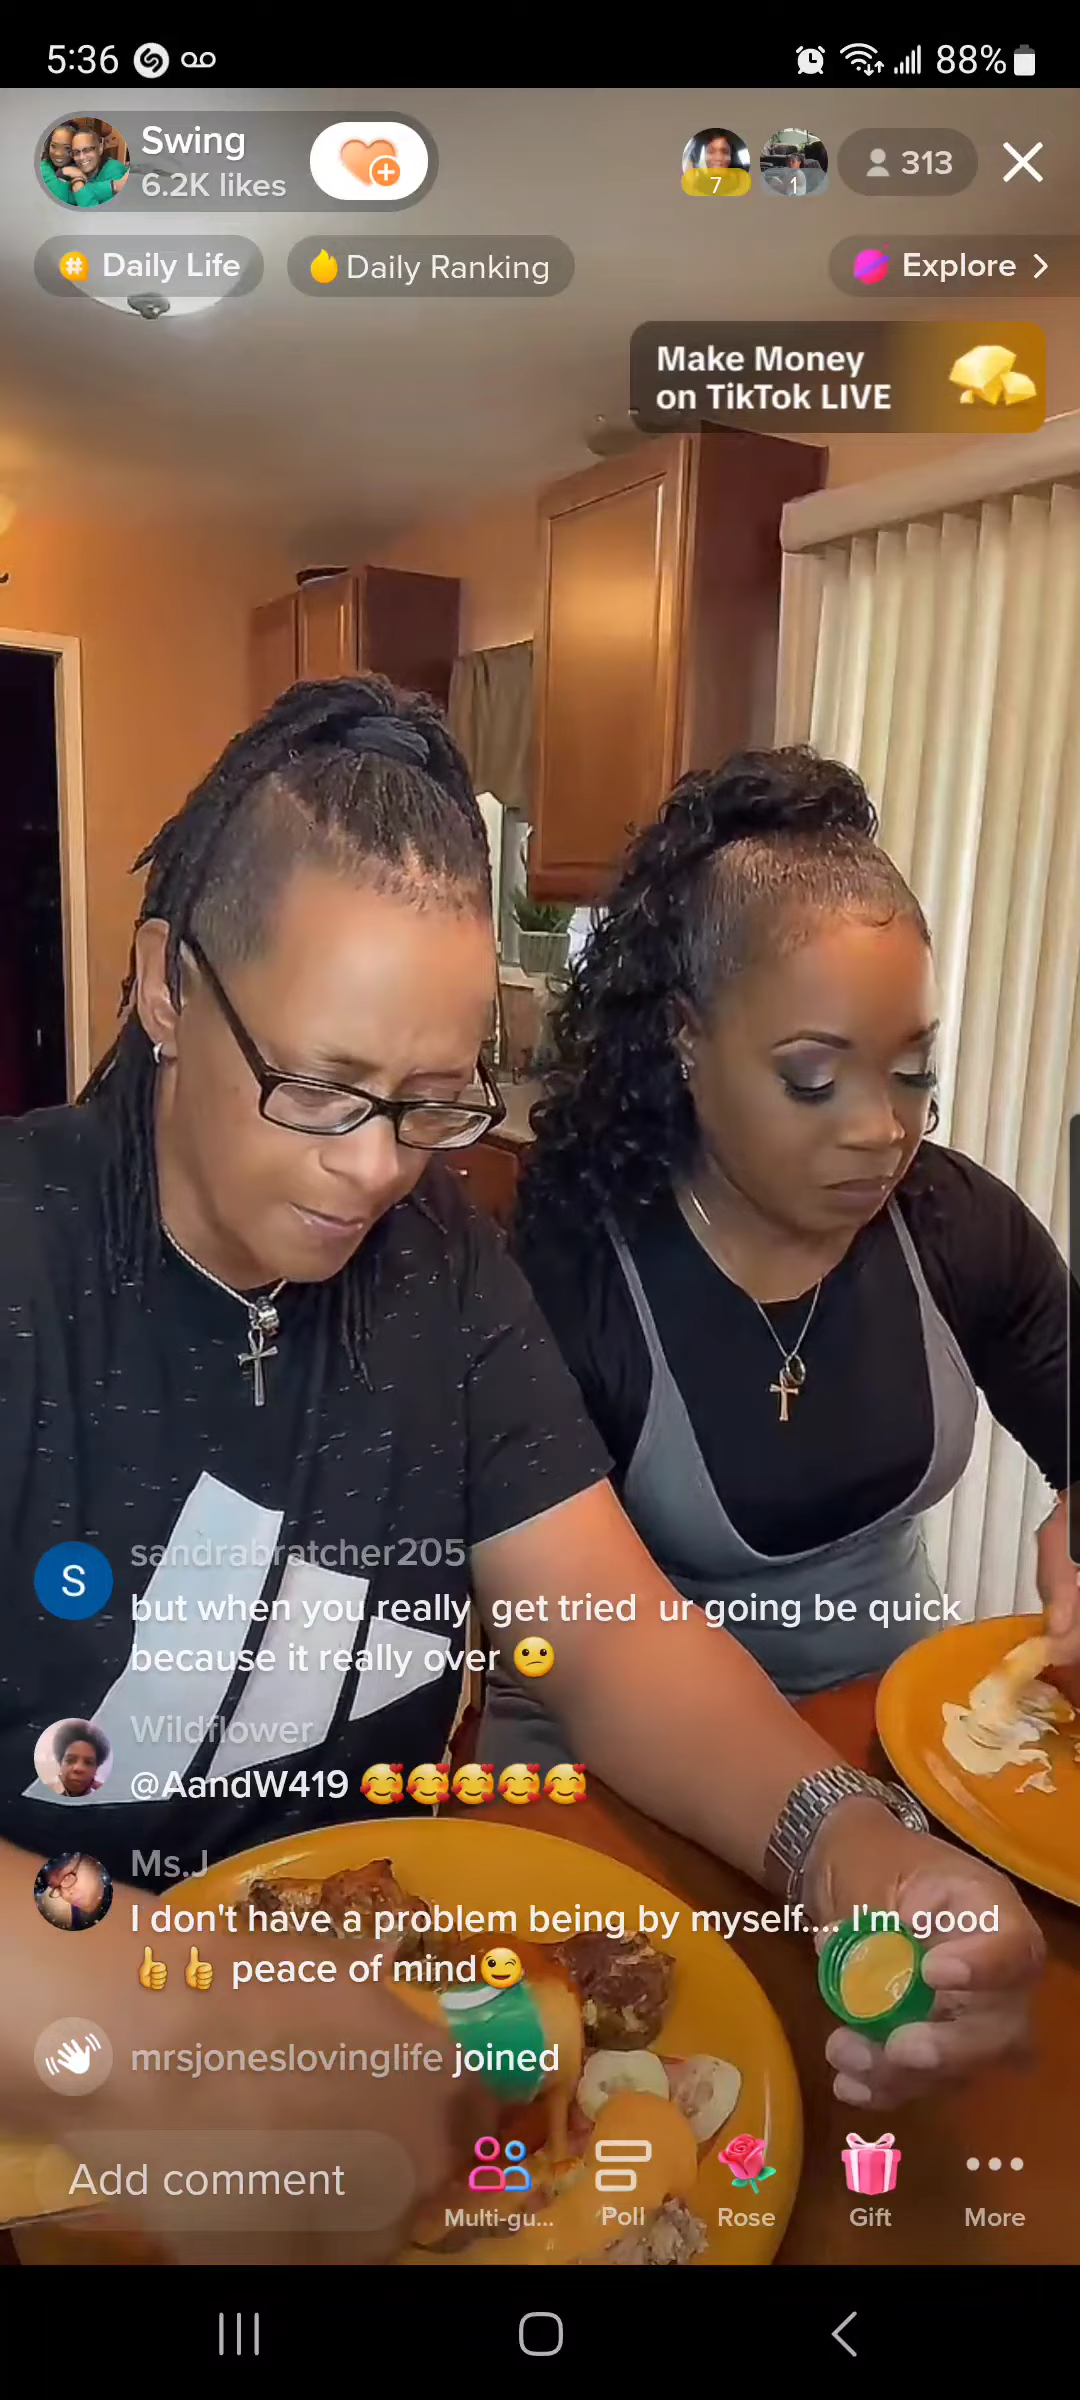 5:36
88%
Swing
6.2K likes
7
1
313
Daily Life
Daily Ranking
Explore
Make Money
on TikTok LIVE
sandrabratcher205
S
but when you really get tried ur going be quick
because it really over 😕
Wildflower
@AandW419 🥰🥰🥰🥰🥰
Ms.J
I don't have a problem being by myself.... I'm good
👍👍 peace of mind😉
mrsjoneslovinglife joined
Add comment
Multi-gu...
Poll
Rose
Gift
More